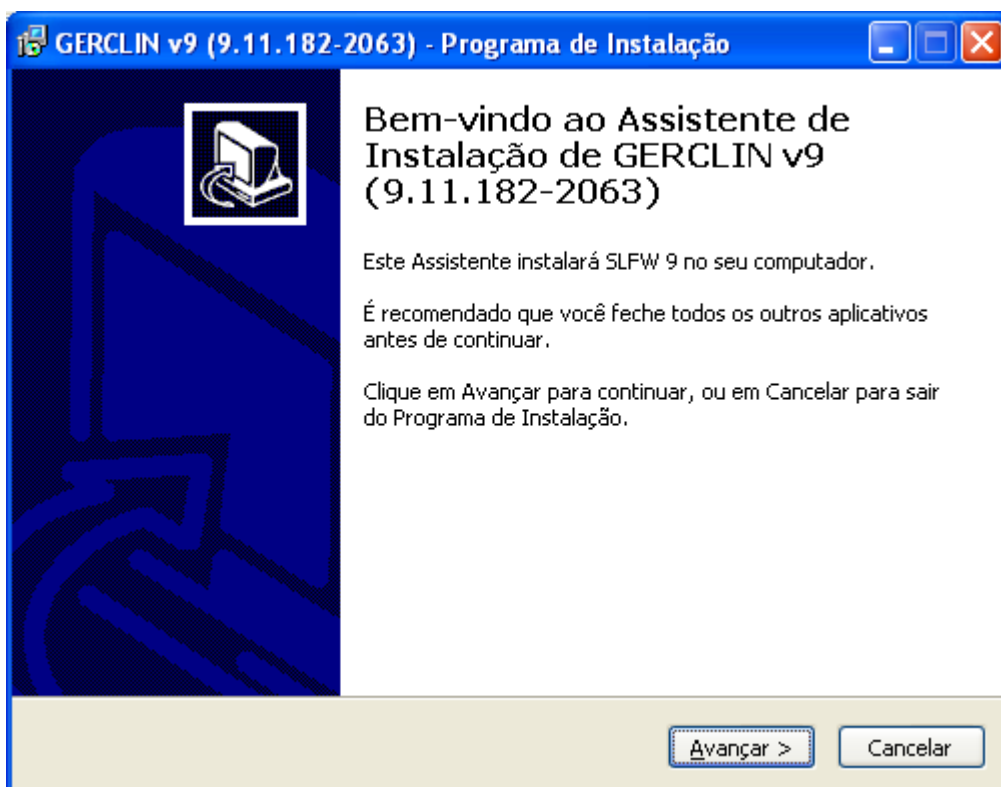 GERCLIN v9 (9.11.182-2063) - Programa de Instalação
Bem-vindo ao Assistente de
Instalação de GERCLIN v9
(9.11.182-2063)
Este Assistente instalará SLFW 9 no seu computador.
É recomendado que você feche todos os outros aplicativos
antes de continuar.
Clique em Avançar para continuar, ou em Cancelar para sair
do Programa de Instalação.
Avançar > Cancelar